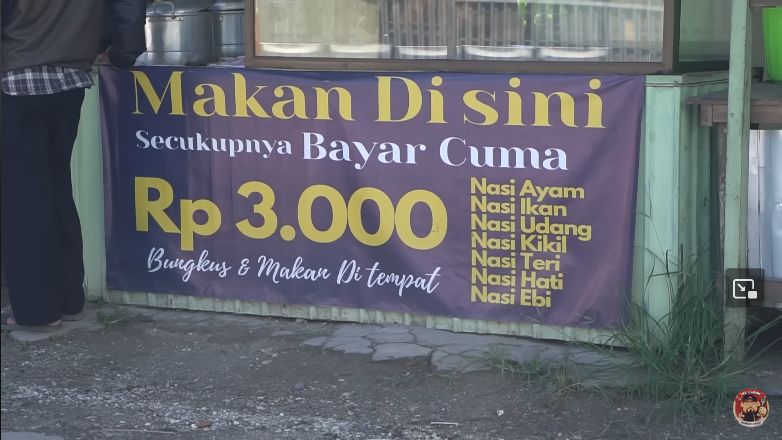 Makan Di sini
Secukupnya Bayar Cuma
Rp 3.000
Bungkus & Makan Di tempat
Nasi Ayam
Nasi Ikan
Nasi Udang
Nasi Kikil
Nasi Teri
Nasi Hati
Nasi Ebi